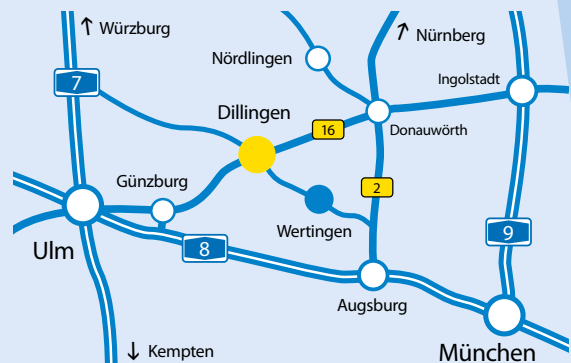 ↑ Würzburg
↑ Nürnberg
Nördlingen
7
Ingolstadt
Dillingen
16
Donauwörth
Günzburg
2
Wertingen
9
Ulm
8
Augsburg
München
↓ Kempten